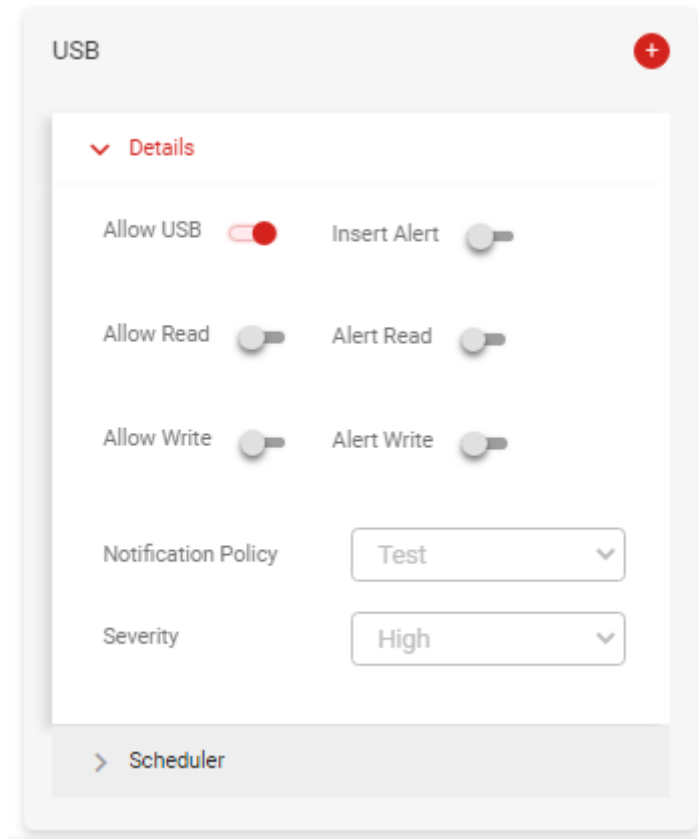 USB
Details
Allow USB Insert Alert
Allow Read Alert Read
Allow Write Alert Write
Notification Policy Test
Severity High
Scheduler